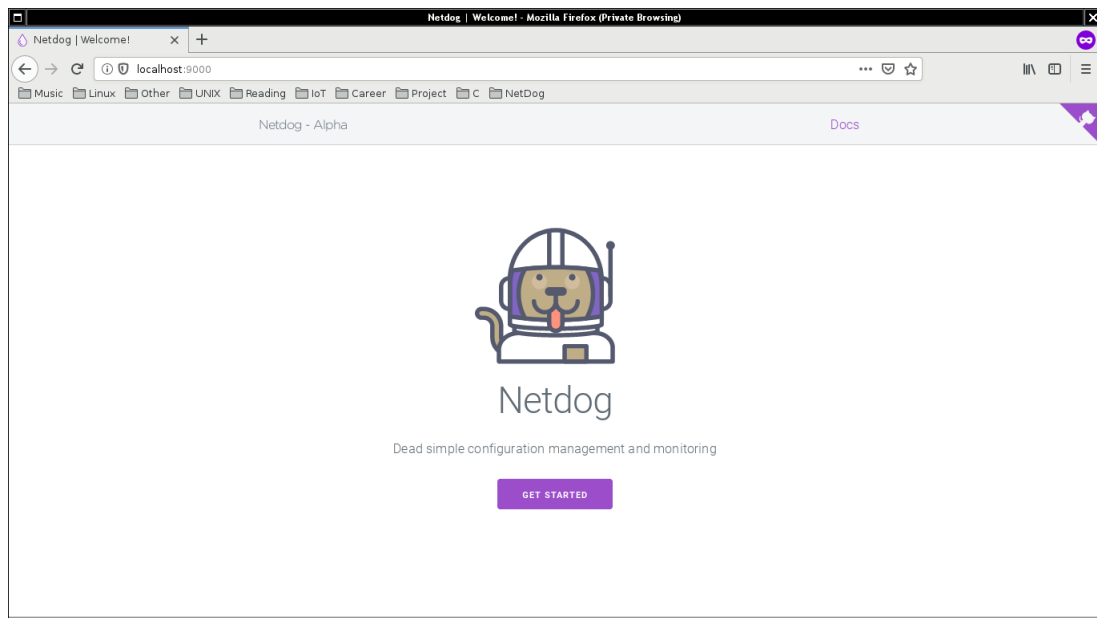 Netdog | Welcome! - Mozilla Firefox (Private Browsing)
Netdog | Welcome!
localhost:9000
Music Linux Other UNIX Reading IoT Career Project C NetDog
Netdog - Alpha Docs
Netdog
Dead simple configuration management and monitoring
GET STARTED